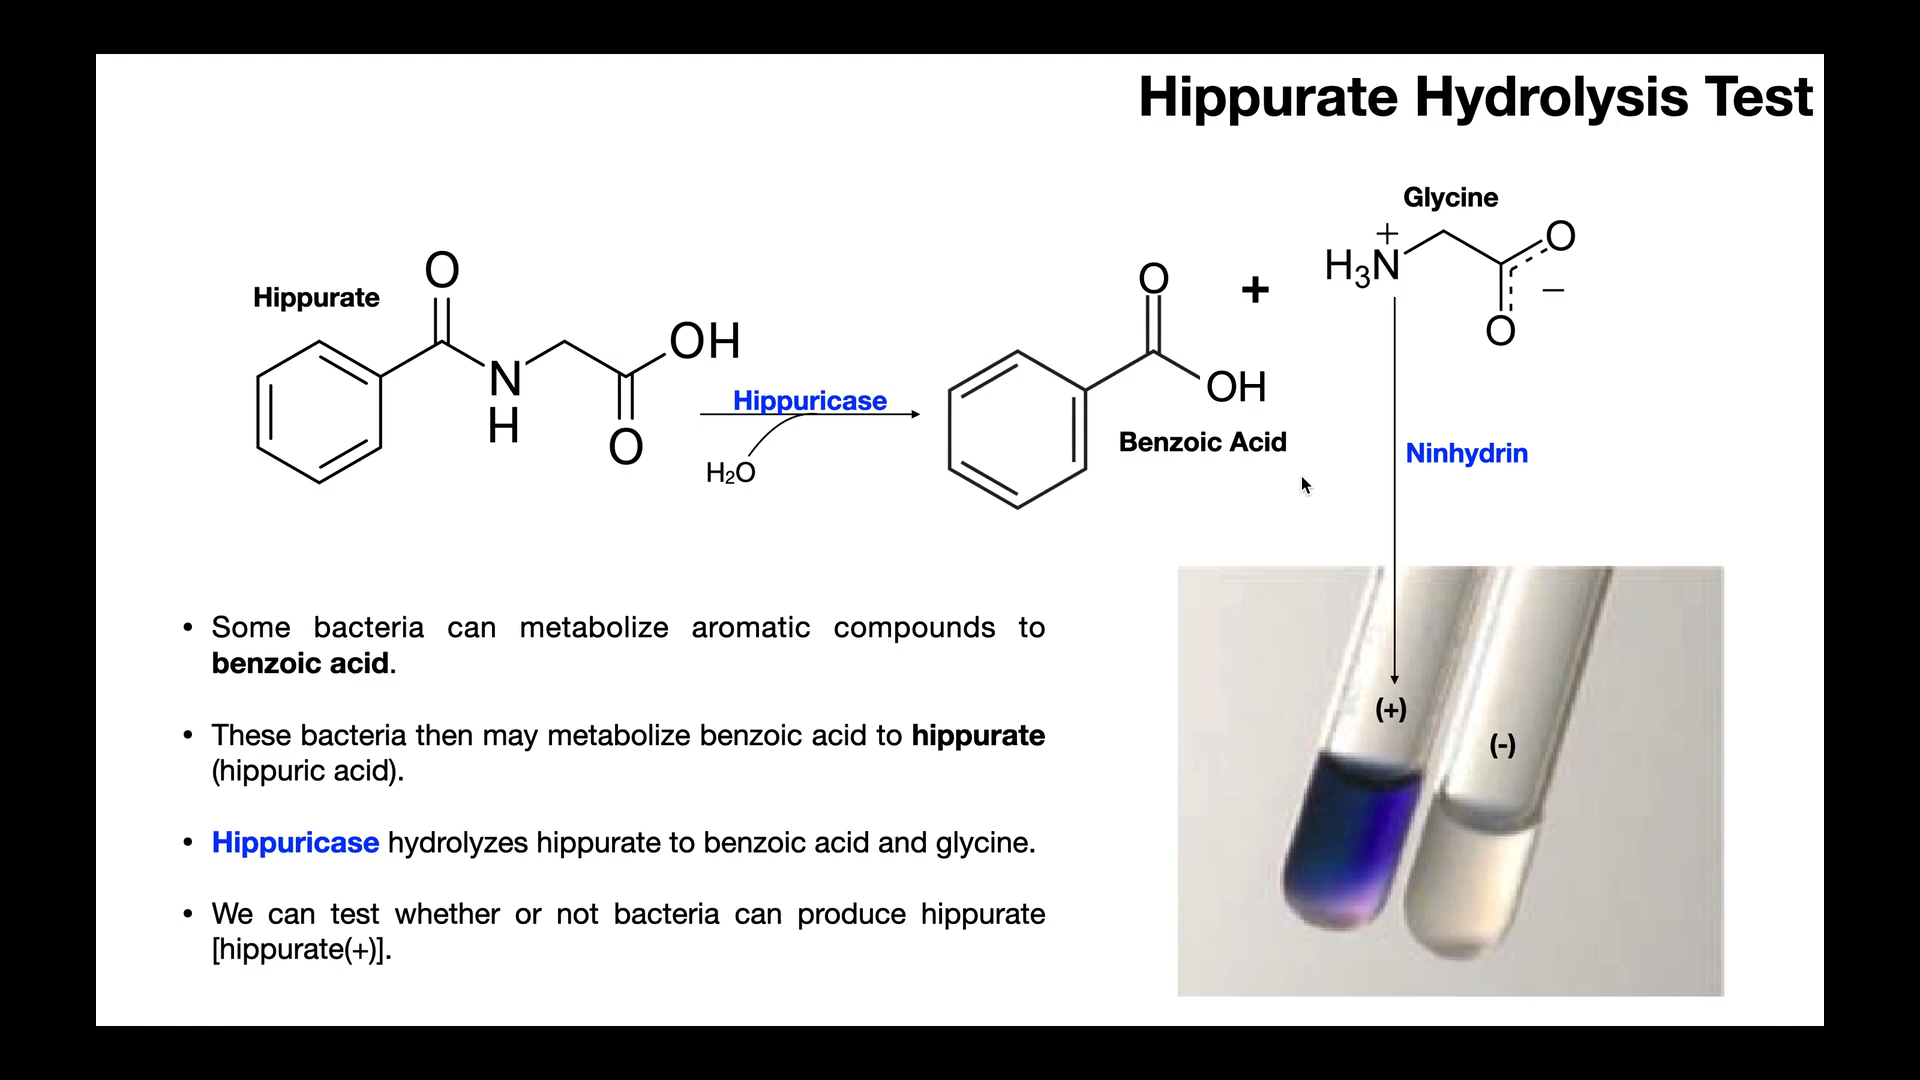 Hippurate Hydrolysis Test
Glycine
+
H₃N
O
O
−
Hippurate
O
N
H
OH
O
Hippuricase
H₂O
O
OH
Benzoic Acid
+
Ninhydrin
(+)
(-)
• Some bacteria can metabolize aromatic compounds to
benzoic acid.
• These bacteria then may metabolize benzoic acid to hippurate
(hippuric acid).
• Hippuricase hydrolyzes hippurate to benzoic acid and glycine.
• We can test whether or not bacteria can produce hippurate
[hippurate(+)].